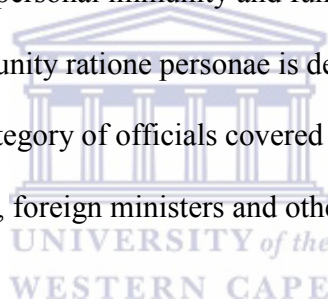 personal immunity and fun
unity ratione personae is de
tegory of officials covered
, foreign ministers and othe
UNIVERSITY of the
WESTERN CAPE